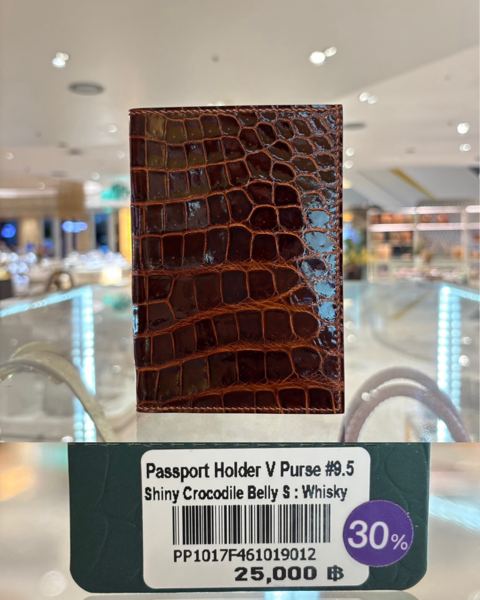 Passport Holder V Purse #9.5
Shiny Crocodile Belly S : Whisky
PP1017F461019012
25,000 ฿
30%